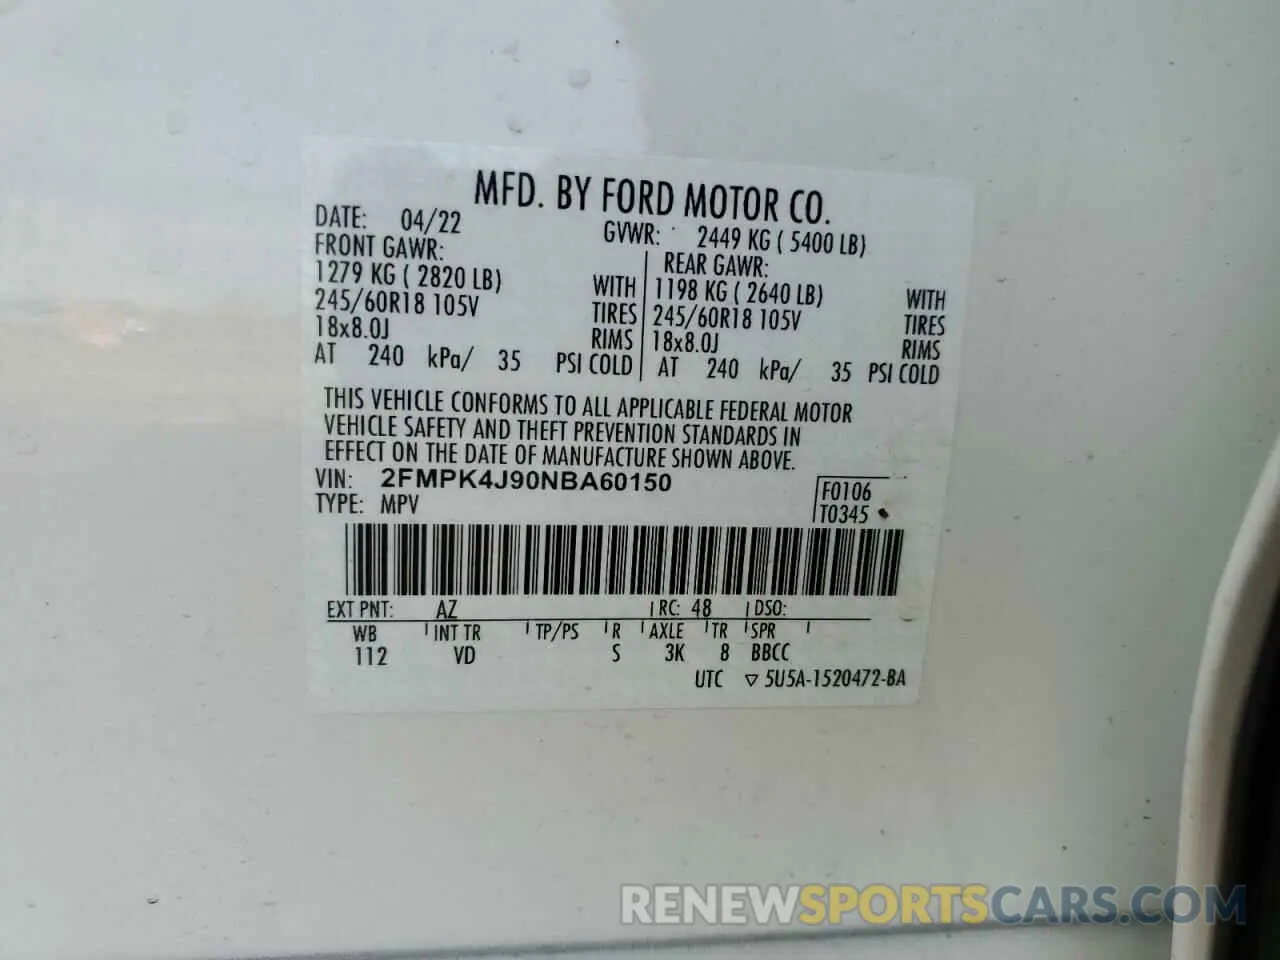 MFD. BY FORD MOTOR CO.
DATE: 04/22 GVWR: 2449 KG ( 5400 LB)
FRONT GAWR: REAR GAWR:
1279 KG ( 2820 LB) WITH 1198 KG ( 2640 LB) WITH
245/60R18 105V TIRES 245/60R18 105V TIRES
18x8.0J RIMS 18x8.0J RIMS
AT 240 kPa/ 35 PSI COLD AT 240 kPa/ 35 PSI COLD
THIS VEHICLE CONFORMS TO ALL APPLICABLE FEDERAL MOTOR
VEHICLE SAFETY AND THEFT PREVENTION STANDARDS IN
EFFECT ON THE DATE OF MANUFACTURE SHOWN ABOVE.
VIN: 2FMPK4J90NBA60150 F0106
TYPE: MPV T0345
EXT PNT: AZ RC: 48 DSO:
WB INT TR TP/PS R AXLE TR SPR
112 VD S 3K 8 BBCC
UTC ▽ 5U5A-1520472-BA
RENEWSPORTSCARS.COM